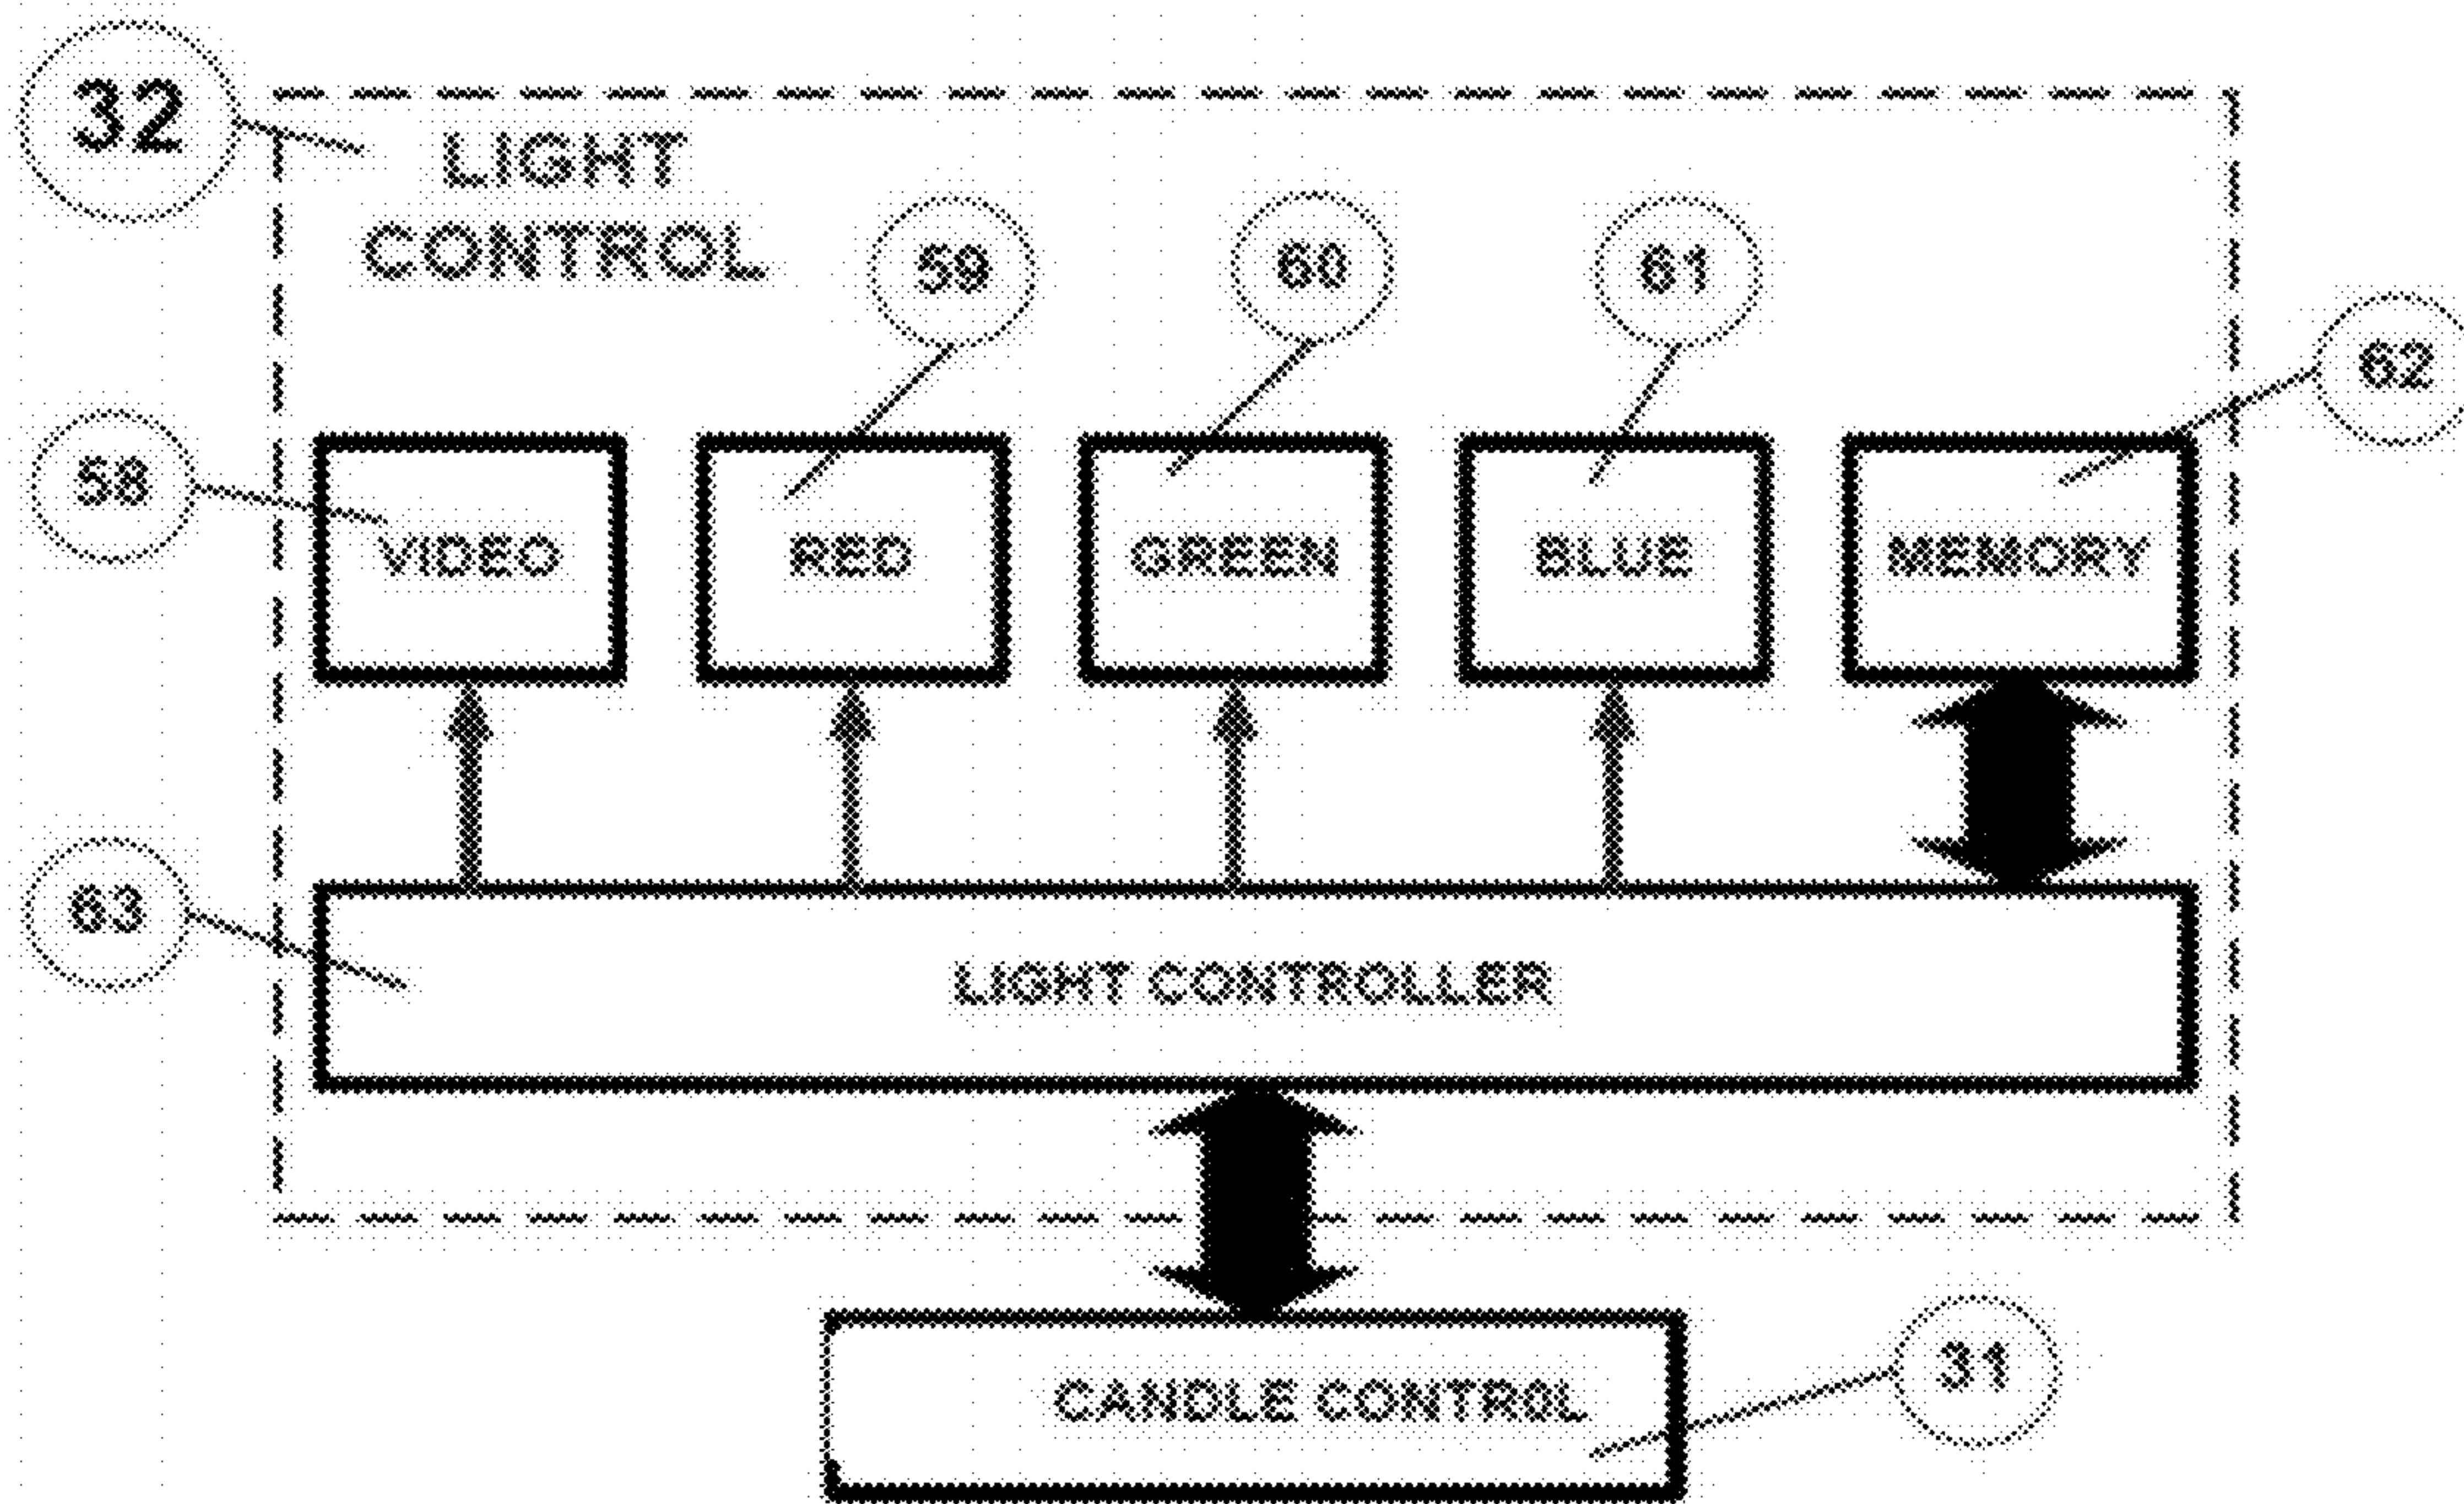 32
LIGHT
CONTROL
59
60
61
62
58
VIDEO
RED
GREEN
BLUE
MEMORY
63
LIGHT CONTROLLER
CANDLE CONTROL
31